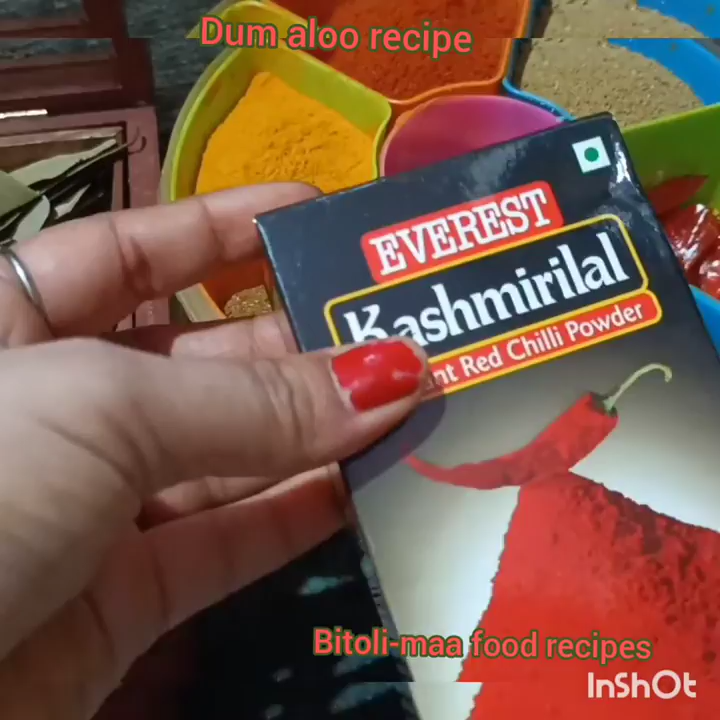 Dum aloo recipe
EVEREST
Kashmirilal
Red Chilli Powder
Bitoli-maa food recipes
InShOt